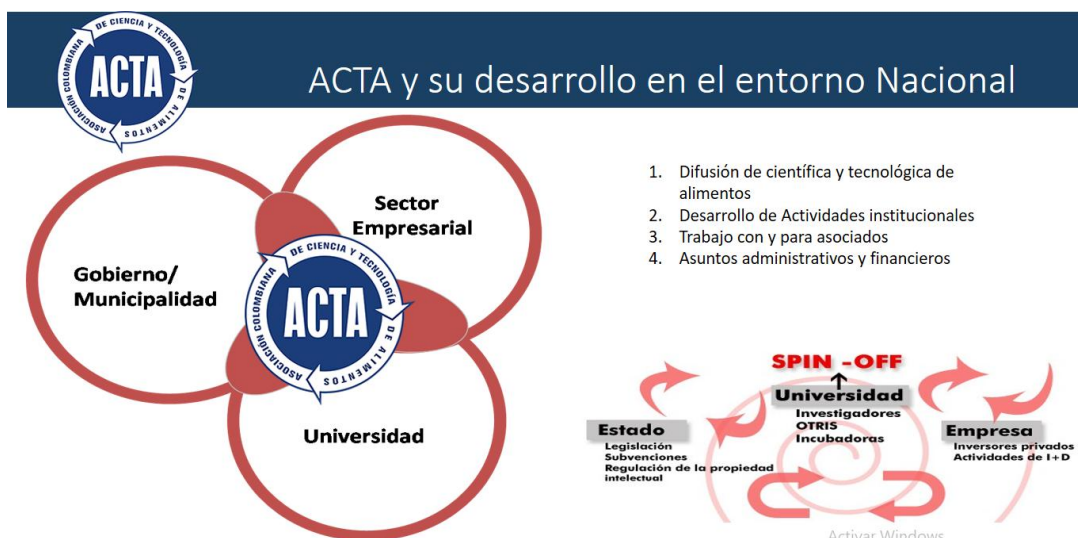 ASOCIACIÓN COLOMBIANA DE CIENCIA Y TECNOLOGÍA DE ALIMENTOS
ACTA
ACTA y su desarrollo en el entorno Nacional
Gobierno/
Municipalidad
Sector
Empresarial
ASOCIACIÓN COLOMBIANA DE CIENCIA Y TECNOLOGÍA DE ALIMENTOS
ACTA
Universidad
1. Difusión de científica y tecnológica de
alimentos
2. Desarrollo de Actividades institucionales
3. Trabajo con y para asociados
4. Asuntos administrativos y financieros
SPIN -OFF
Universidad
Investigadores
OTRIS
Incubadoras
Estado
Legislación
Subvenciones
Regulación de la propiedad
intelectual
Empresa
Inversores privados
Actividades de I+D
Activar Windows